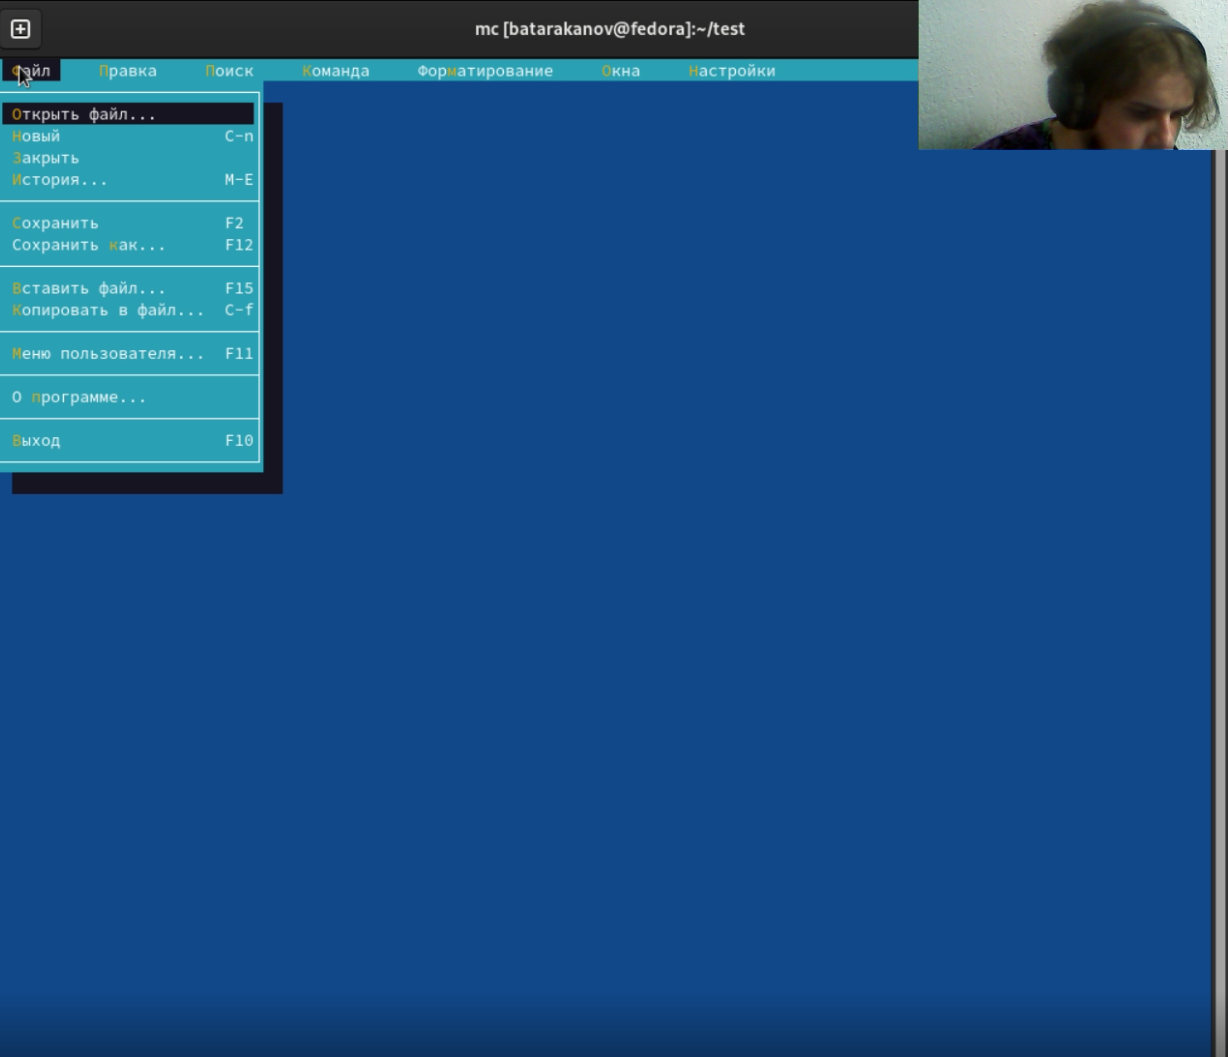 mc [batarakanov@fedora]:~/test
Файл Правка Поиск Команда Форматирование Окна Настройки
Открыть файл...
Новый C-n
Закрыть
История... M-E
Сохранить F2
Сохранить как... F12
Вставить файл... F15
Копировать в файл... C-f
Меню пользователя... F11
О программе...
Выход F10